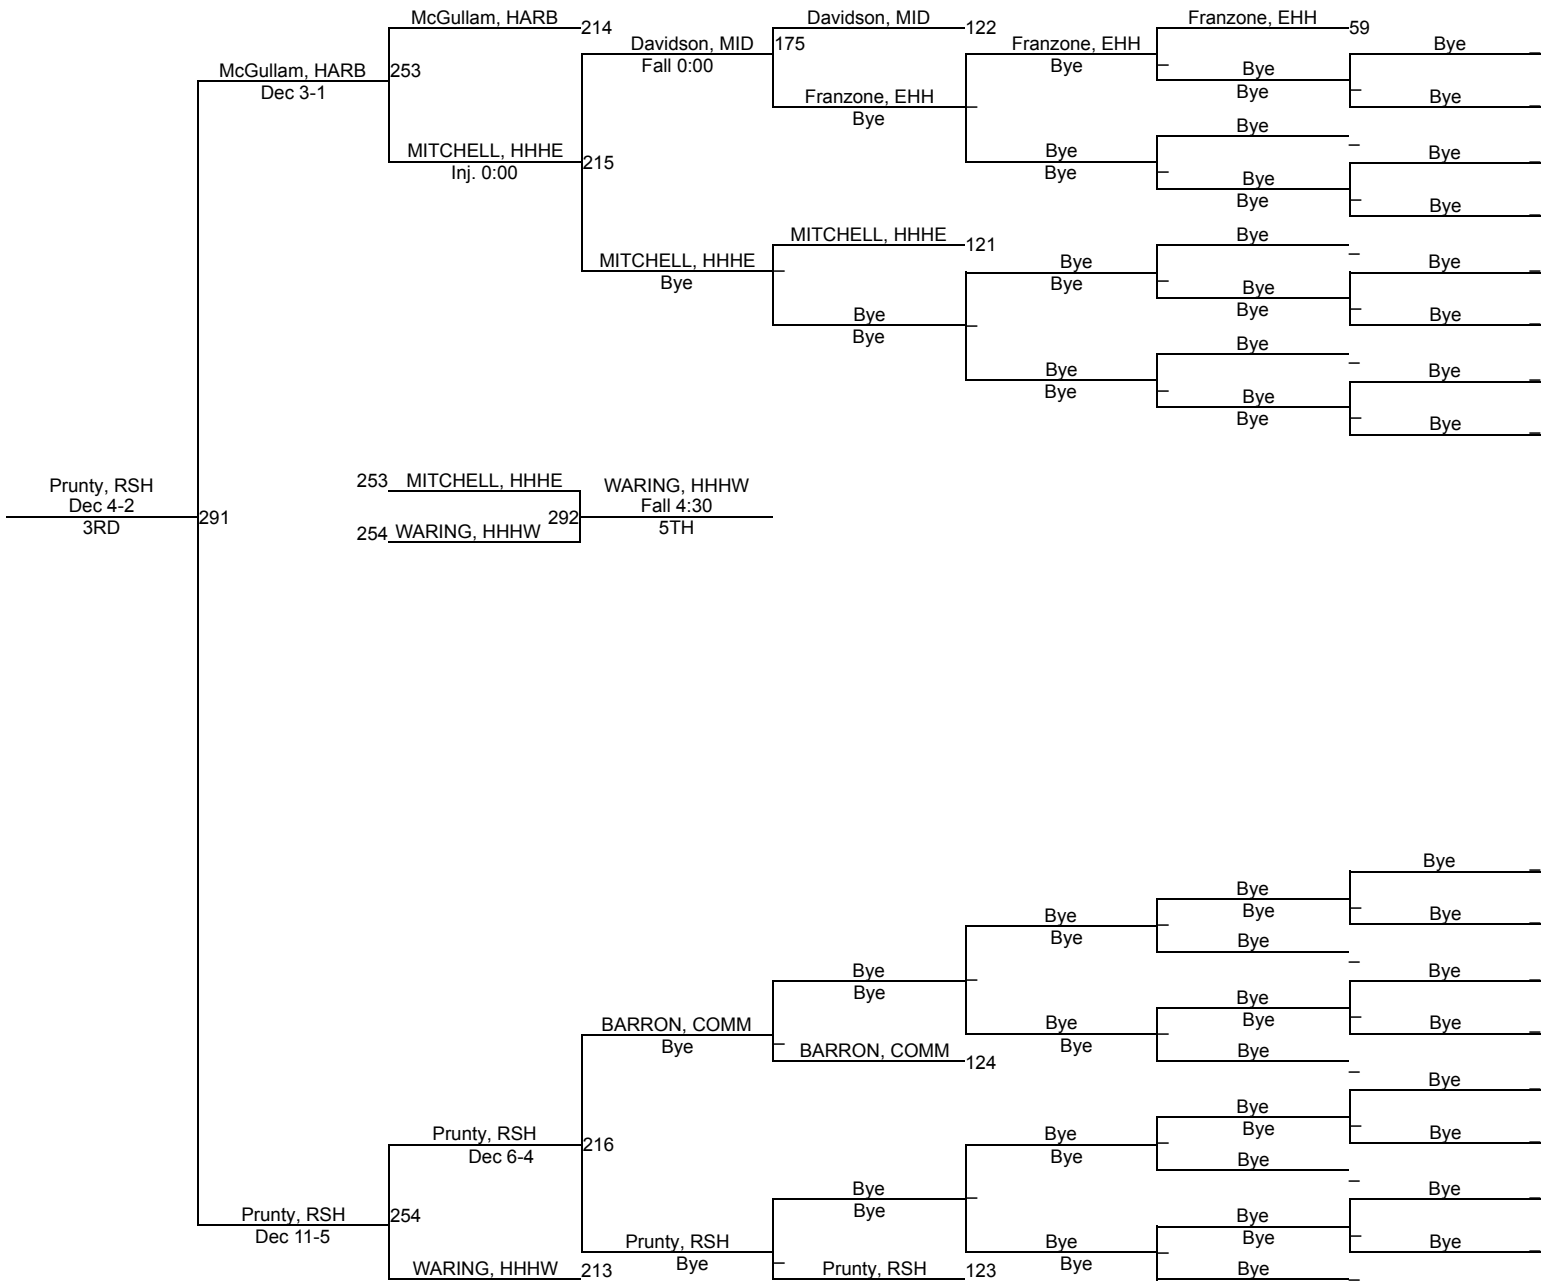 McGullam, HARB
214
Davidson, MID
122
Franzone, EHH
59
Davidson, MID
175
Fall 0:00
Franzone, EHH
Bye
Bye
_
McGullam, HARB
253
Dec 3-1
_
Bye
Bye
_
Franzone, EHH
Bye
_
Bye
_
Bye
_
MITCHELL, HHHE
Inj. 0:00
215
Bye
Bye
_
Bye
Bye
_
Bye
_
Bye
_
MITCHELL, HHHE
121
Bye
_
MITCHELL, HHHE
Bye
_
Bye
Bye
_
Bye
Bye
_
Bye
_
Bye
Bye
_
Bye
_
Bye
_
Bye
Bye
_
Bye
Bye
_
Bye
_
Bye
_
253
MITCHELL, HHHE
WARING, HHHW
Fall 4:30
5TH
292
254
WARING, HHHW
Prunty, RSH
Dec 4-2
3RD
291
Bye
_
Bye
Bye
_
Bye
_
Bye
Bye
_
Bye
_
Bye
Bye
_
Bye
_
Bye
Bye
_
Bye
_
BARRON, COMM
Bye
_
BARRON, COMM
124
Bye
Bye
_
Bye
_
Bye
_
Bye
Bye
_
Bye
_
Prunty, RSH
Dec 6-4
216
Bye
Bye
_
Bye
_
Bye
Bye
_
Bye
_
Prunty, RSH
Dec 11-5
254
Bye
Bye
_
Bye
_
Prunty, RSH
Bye
_
Bye
Bye
_
WARING, HHHW
213
Prunty, RSH
123
Bye
_